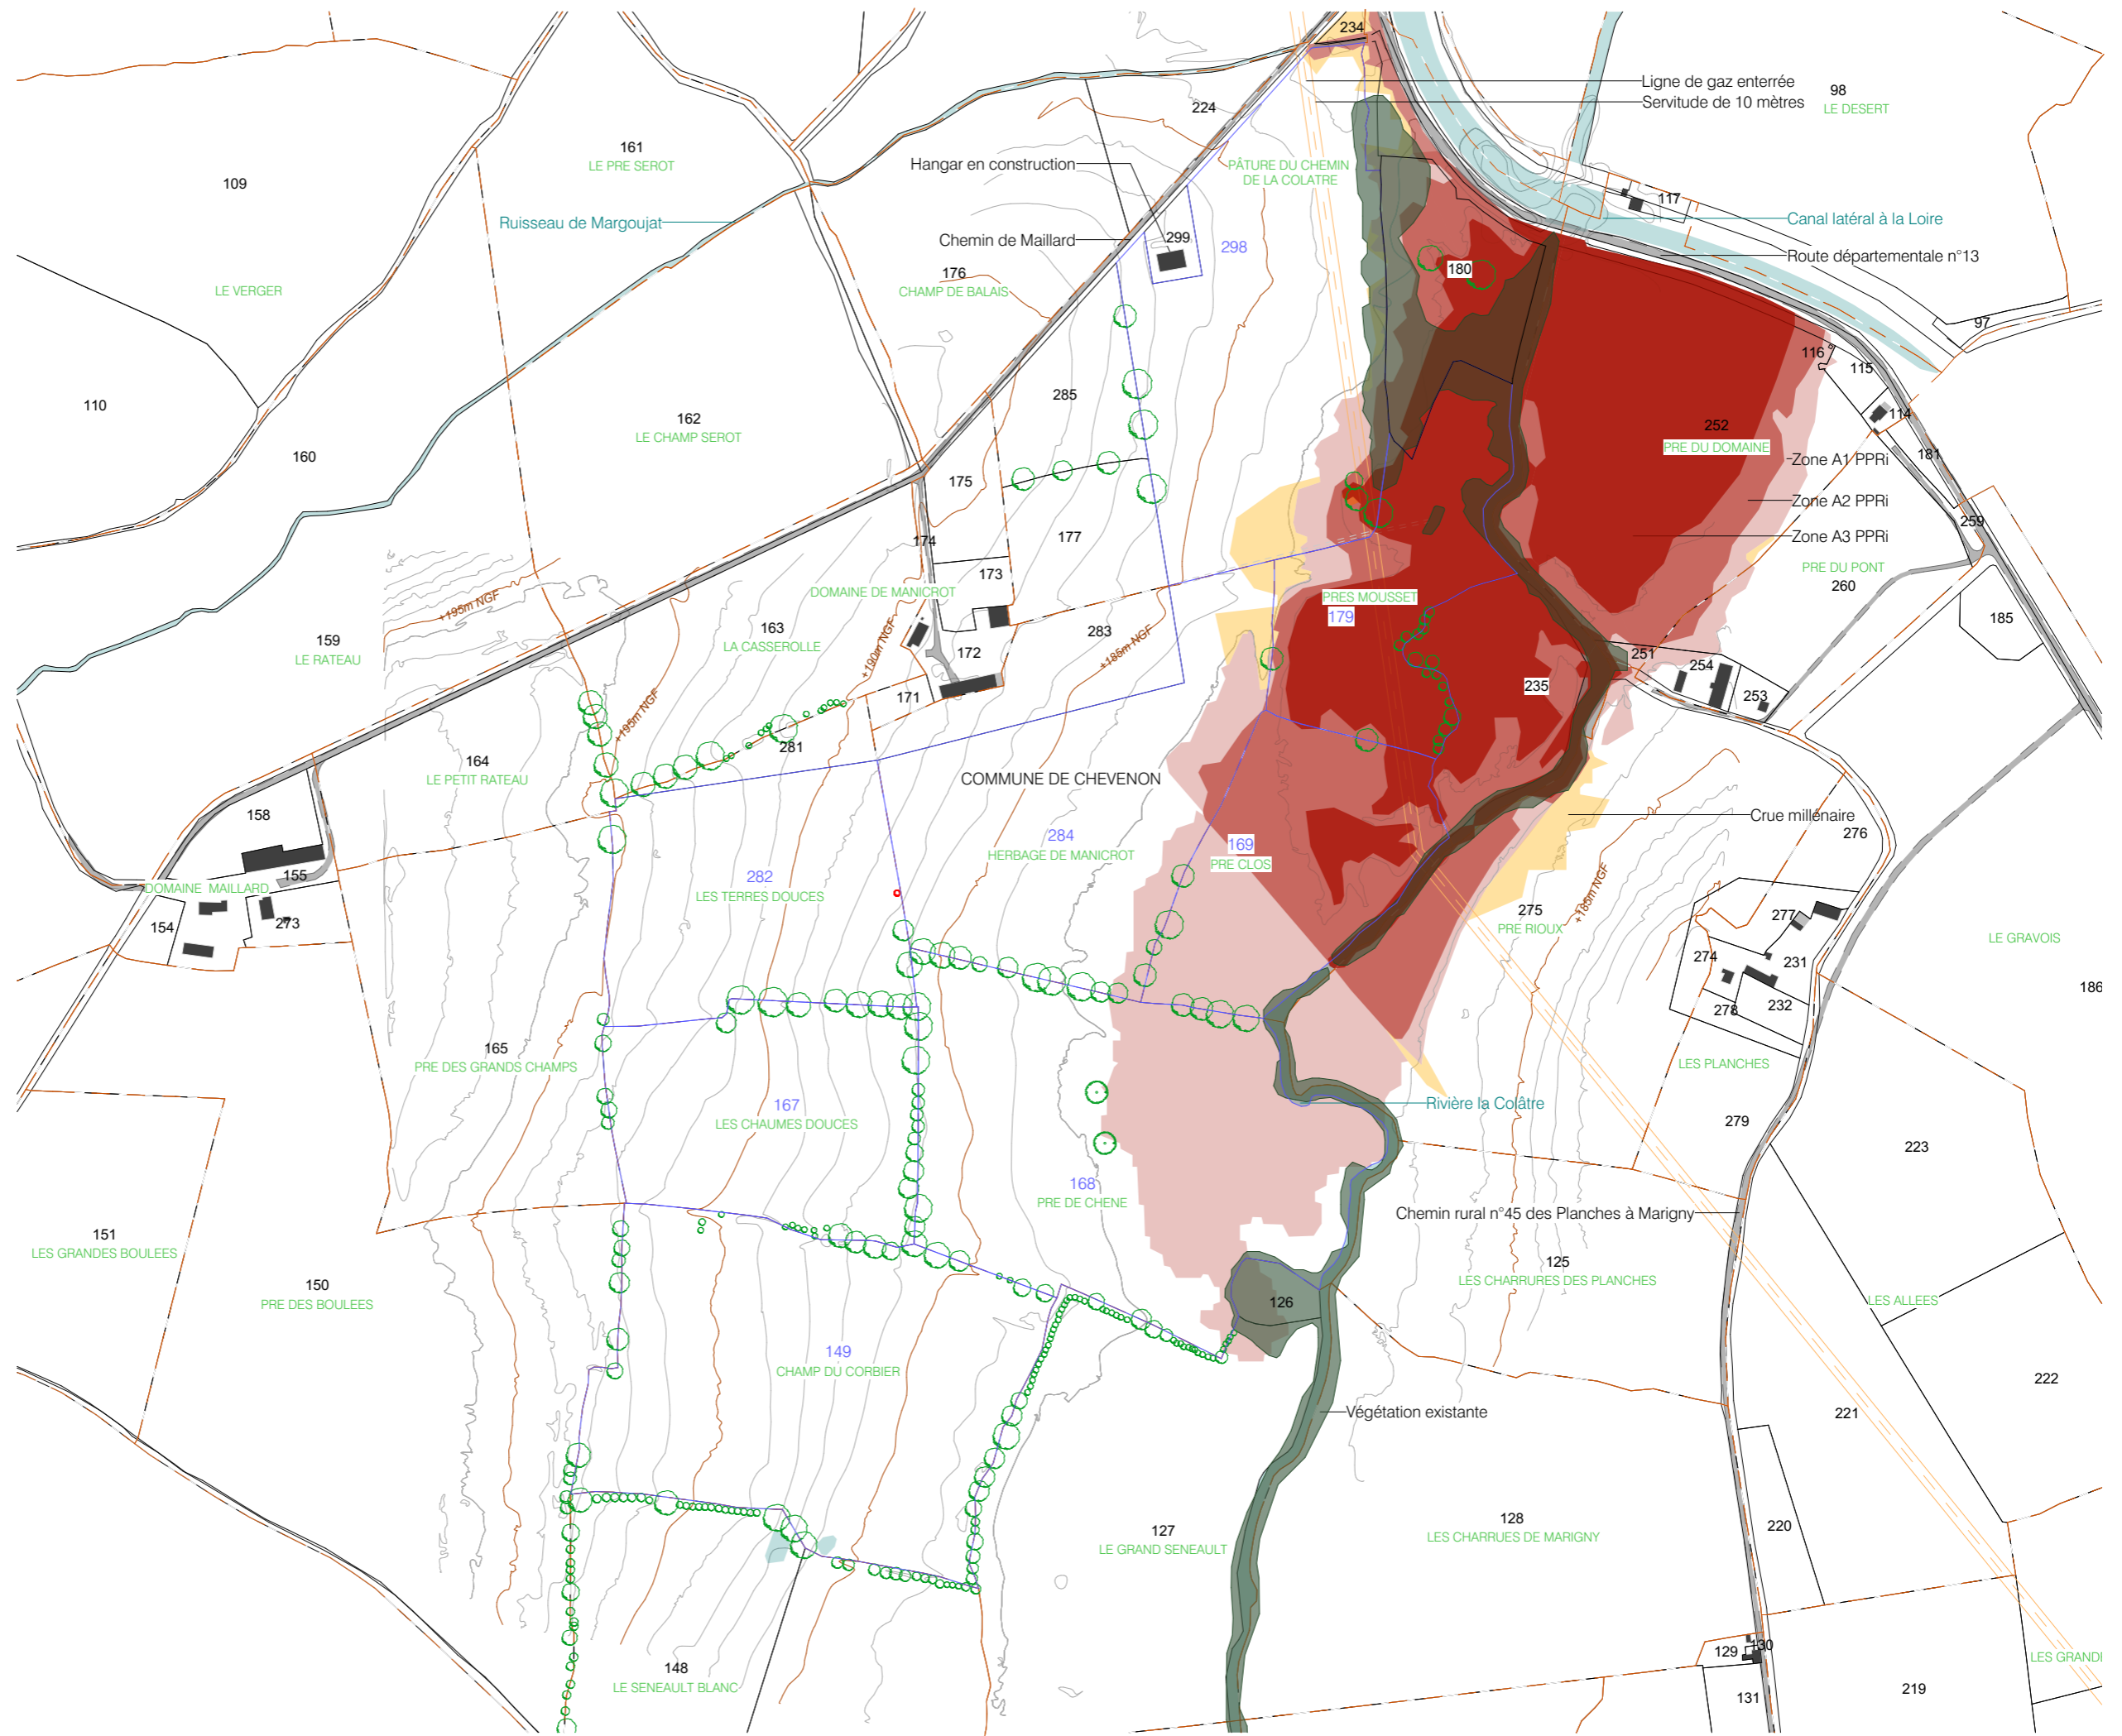 234
Ligne de gaz enterrée
Servitude de 10 mètres
98
LE DESERT
224
161
LE PRE SEROT
109
Hangar en construction
PÂTURE DU CHEMIN
DE LA COLATRE
117
Ruisseau de Margoujat
Canal latéral à la Loire
Chemin de Maillard
299
298
Route départementale n°13
180
176
CHAMP DE BALAIS
LE VERGER
97
116
115
285
110
114
162
LE CHAMP SEROT
252
PRE DU DOMAINE
160
Zone A1 PPRi
181
175
Zone A2 PPRi
259
Zone A3 PPRi
177
174
173
PRE DU PONT
260
DOMAINE DE MANICROT
PRES MOUSSET
179
+195m NGF
185
163
LA CASSEROLLE
283
+185m NGF
159
LE RATEAU
+190m NGF
172
251
254
253
235
171
+195m NGF
281
164
LE PETIT RATEAU
COMMUNE DE CHEVENON
158
Crue millénaire
276
284
HERBAGE DE MANICROT
169
PRE CLOS
155
DOMAINE MAILLARD
282
LES TERRES DOUCES
+185m NGF
275
PRE RIOUX
277
154
273
LE GRAVOIS
274
231
186
278
232
165
PRE DES GRANDS CHAMPS
LES PLANCHES
167
LES CHAUMES DOUCES
Rivière la Colâtre
279
223
168
PRE DE CHENE
Chemin rural n°45 des Planches à Marigny
151
LES GRANDES BOULEES
125
LES CHARRURES DES PLANCHES
150
PRE DES BOULEES
126
LES ALLEES
149
CHAMP DU CORBIER
222
Végétation existante
221
128
LES CHARRUES DE MARIGNY
127
LE GRAND SENEAULT
220
129
130
LES GRANDE
148
LE SENEAULT BLANC
131
219